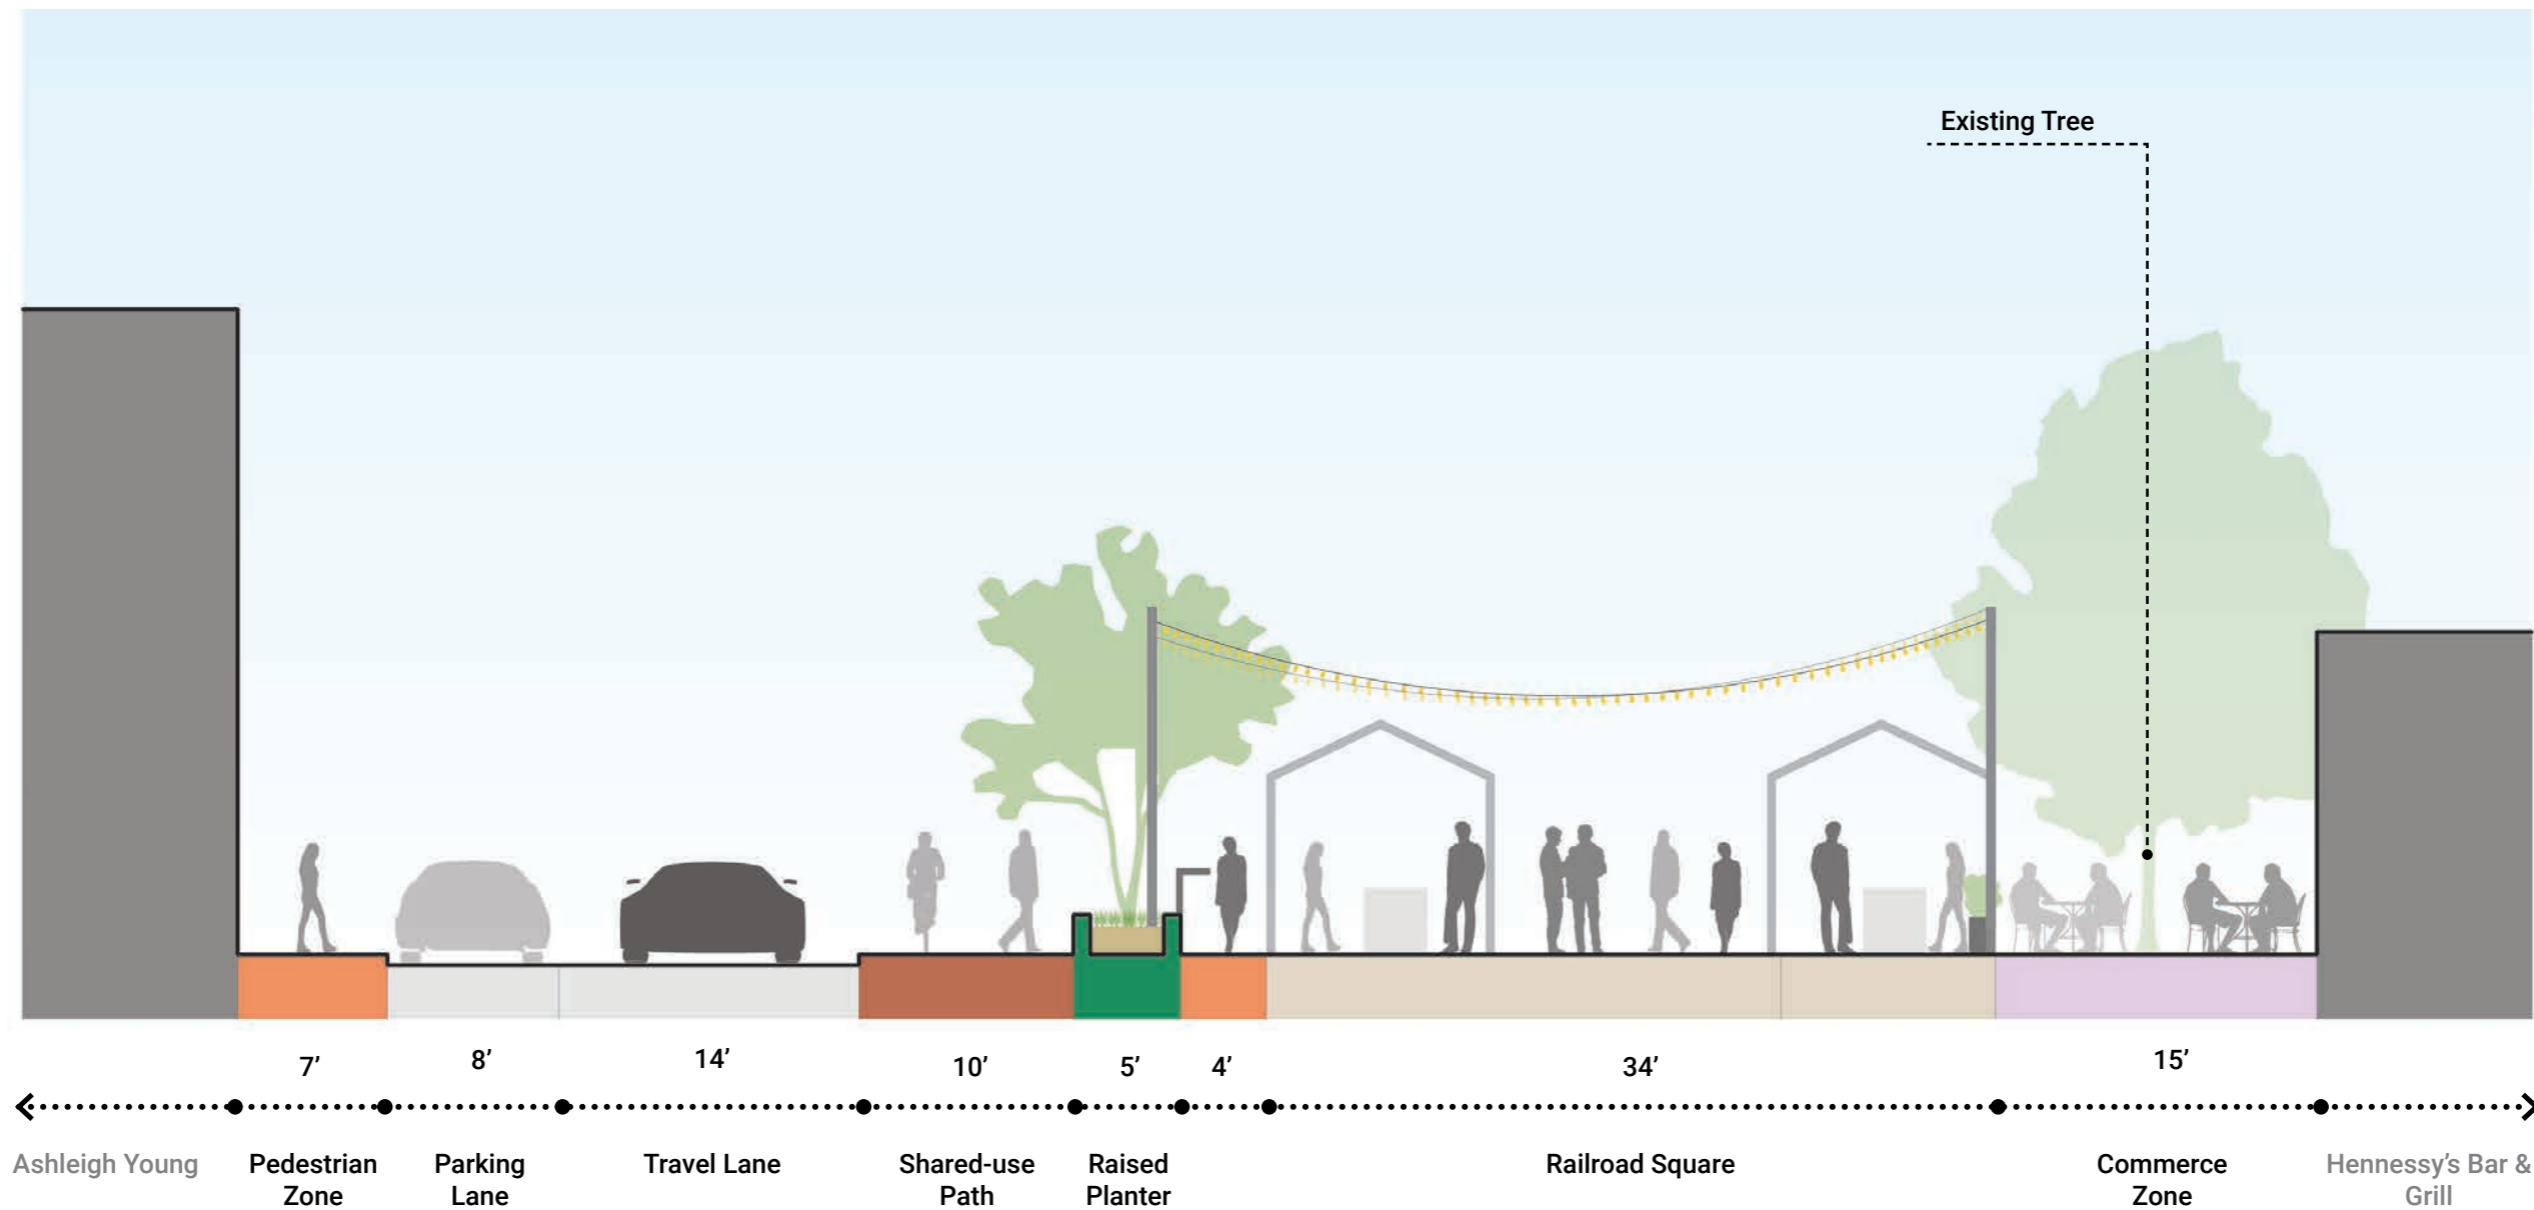 Existing Tree
7’
8’
14’
10’
5’
4’
34’
15’
Ashleigh Young
Pedestrian
Zone
Parking
Lane
Travel Lane
Shared-use
Path
Raised
Planter
Railroad Square
Commerce
Zone
Hennessy’s Bar &
Grill